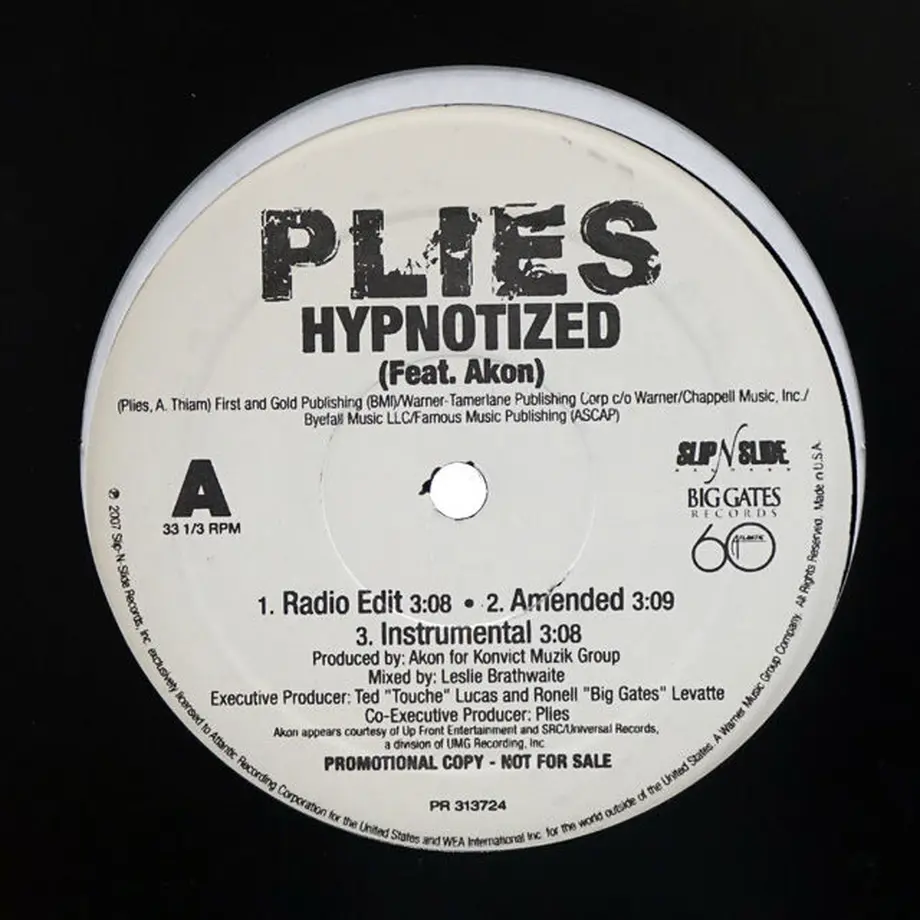 PLIES
HYPNOTIZED
(Feat. Akon)
(Plies, A. Thiam) First and Gold Publishing (BMI)/Warner-Tamerlane Publishing Corp c/o Warner/Chappell Music, Inc./
Byefall Music LLC/Famous Music Publishing (ASCAP)
A
33 1/3 RPM
SLIP N SLIDE
RECORDS
BIG GATES
RECORDS
60
ATLANTIC
1. Radio Edit 3:08 • 2. Amended 3:09
3. Instrumental 3:08
Produced by: Akon for Konvict Muzik Group
Mixed by: Leslie Brathwaite
Executive Producer: Ted "Touche" Lucas and Ronell "Big Gates" Levatte
Co-Executive Producer: Plies
Akon appears courtesy of Up Front Entertainment and SRC/Universal Records,
a division of UMG Recording, Inc
PROMOTIONAL COPY - NOT FOR SALE
PR 313724
℗ 2007 Slip-N-Slide Records, Inc. exclusively licensed to Atlantic Recording Corporation for the United States and WEA International Inc. for the world outside of the United States. A Warner Music Group Company. All Rights Reserved. Made in U.S.A.